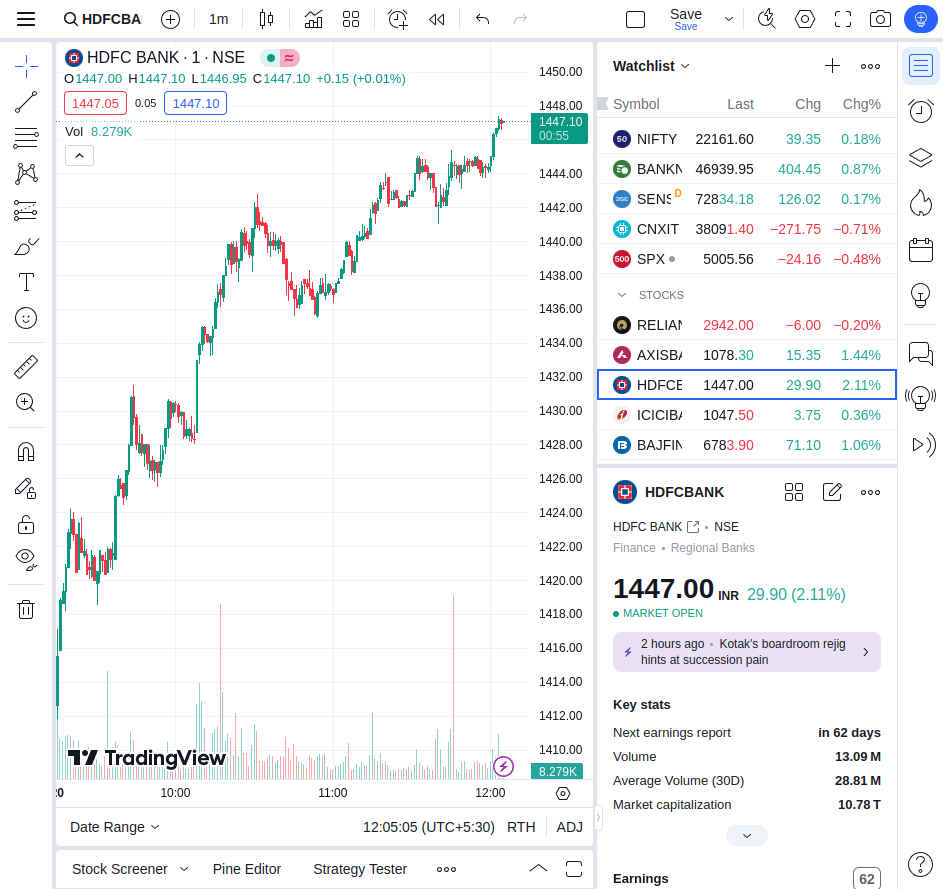 HDFCBA
1m
Save
Save
HDFC BANK · 1 · NSE
O1447.00 H1447.10 L1446.95 C1447.10 +0.15 (+0.01%)
1447.05 0.05 1447.10
Vol 8.279K
1450.00
1448.00
1447.10
00:55
1444.00
1442.00
1440.00
1438.00
1436.00
1434.00
1432.00
1430.00
1428.00
1426.00
1424.00
1422.00
1420.00
1418.00
1416.00
1414.00
1412.00
1410.00
8.279K
TradingView
0 10:00 11:00 12:00
Date Range 12:05:05 (UTC+5:30) RTH ADJ
Stock Screener Pine Editor Strategy Tester
Watchlist
Symbol Last Chg Chg%
50 NIFTY 22161.60 39.35 0.18%
BANKN 46939.95 404.45 0.87%
SENS D 72834.18 126.02 0.17%
CNXIT 38091.40 −271.75 −0.71%
500 SPX 5005.56 −24.16 −0.48%
STOCKS
RELIAN 2942.00 −6.00 −0.20%
AXISBA 1078.30 15.35 1.44%
HDFCB 1447.00 29.90 2.11%
ICICIBA 1047.50 3.75 0.36%
BAJFIN 6783.90 71.10 1.06%
HDFCBANK
HDFC BANK • NSE
Finance • Regional Banks
1447.00 INR 29.90 (2.11%)
MARKET OPEN
2 hours ago • Kotak's boardroom rejig
hints at succession pain
Key stats
Next earnings report in 62 days
Volume 13.09 M
Average Volume (30D) 28.81 M
Market capitalization 10.78 T
Earnings 62